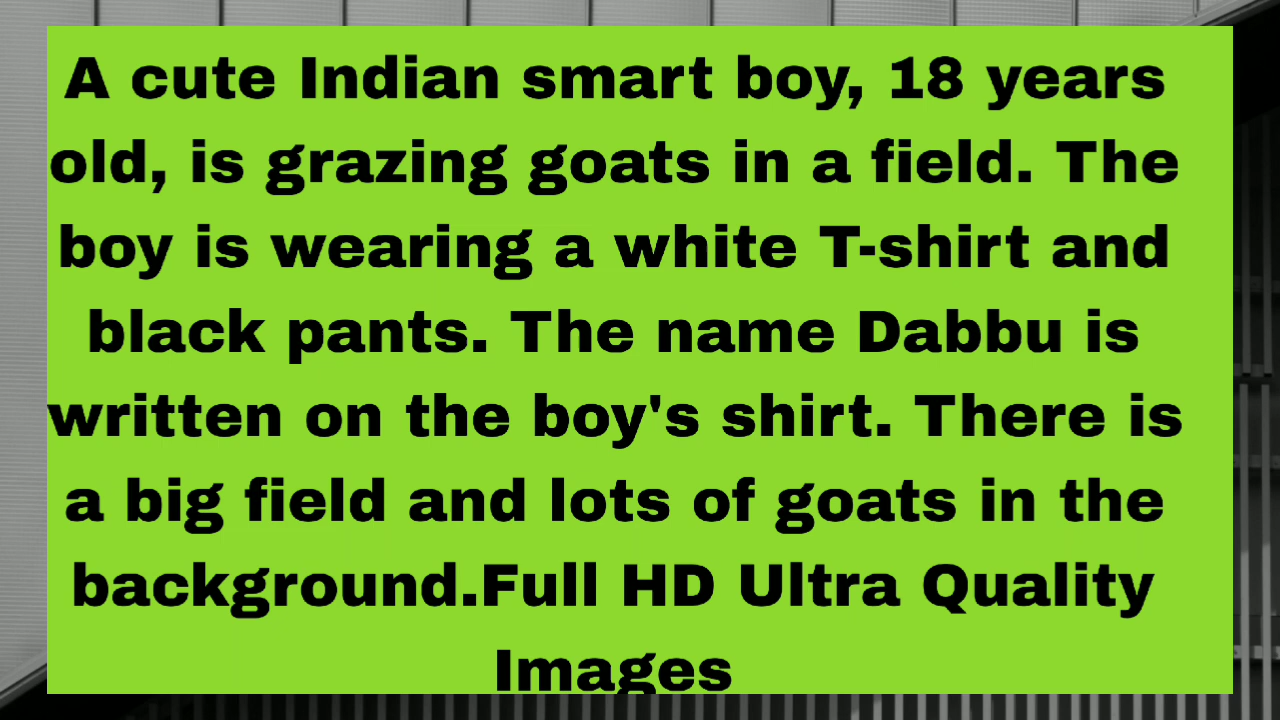 A cute Indian smart boy, 18 years
old, is grazing goats in a field. The
boy is wearing a white T-shirt and
black pants. The name Dabbu is
written on the boy's shirt. There is
a big field and lots of goats in the
background.Full HD Ultra Quality
Images